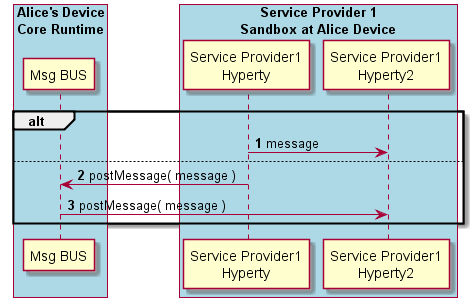 Alice's Device
Core Runtime
Service Provider 1
Sandbox at Alice Device
Msg BUS
Service Provider1
Hyperty
Service Provider1
Hyperty2
alt
1 message
2 postMessage( message )
3 postMessage( message )
Msg BUS
Service Provider1
Hyperty
Service Provider1
Hyperty2